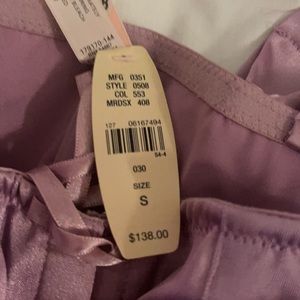 MFG 0351
STYLE 0508
COL 553
MRDSX 408
127 06167494
54-4
030
SIZE
S
$138.00